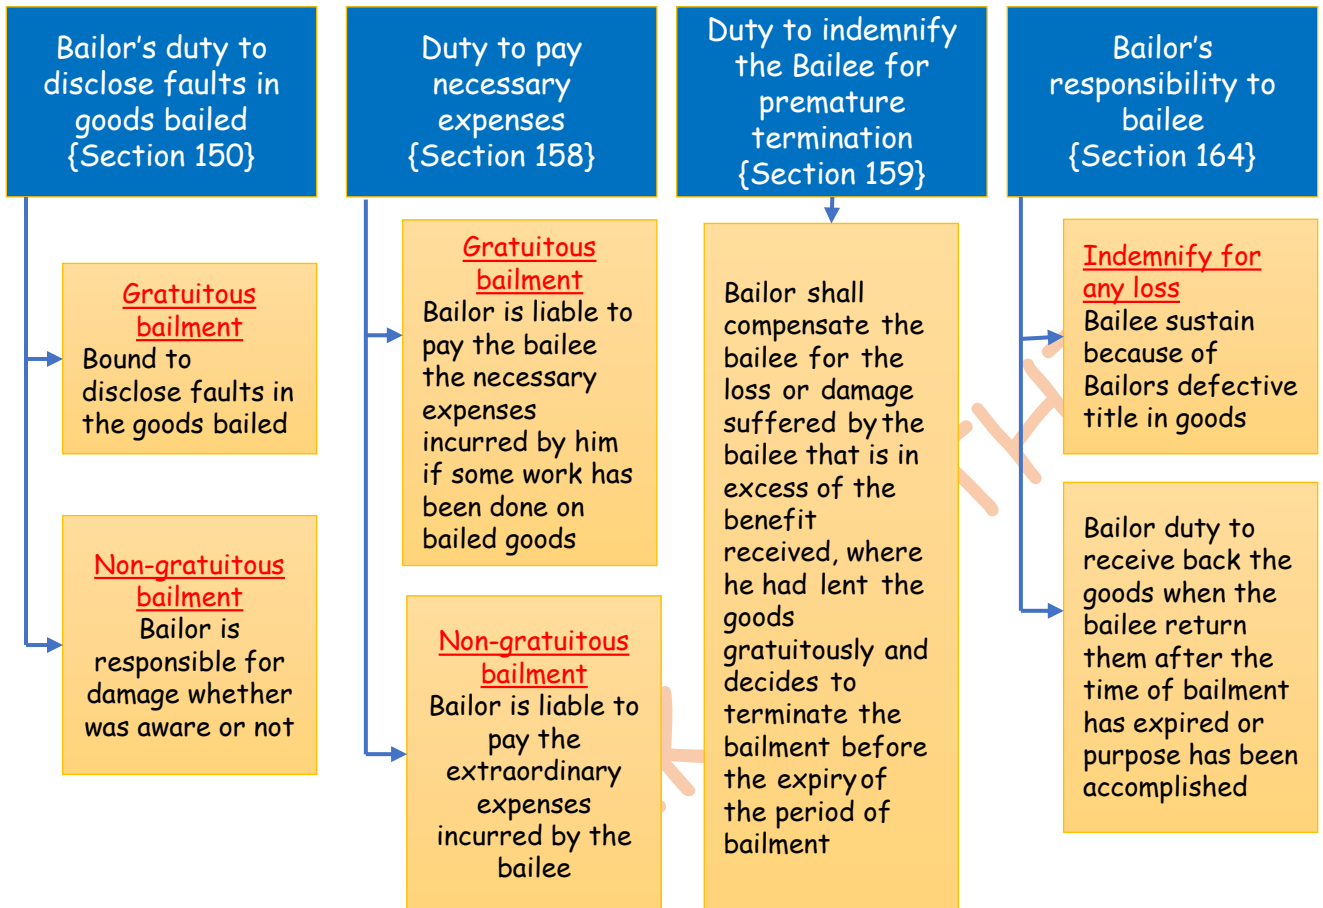 Bailor's duty to
disclose faults in
goods bailed
{Section 150}
Gratuitous
bailment
Bound to
disclose faults in
the goods bailed
Non-gratuitous
bailment
Bailor is
responsible for
damage whether
was aware or not
Duty to pay
necessary
expenses
{Section 158}
Gratuitous
bailment
Bailor is liable to
pay the bailee
the necessary
expenses
incurred by him
if some work has
been done on
bailed goods
Non-gratuitous
bailment
Bailor is liable to
pay the
extraordinary
expenses
incurred by the
bailee
Duty to indemnify
the Bailee for
premature
termination
{Section 159}
Bailor shall
compensate the
bailee for the
loss or damage
suffered by the
bailee that is in
excess of the
benefit
received, where
he had lent the
goods
gratuitously and
decides to
terminate the
bailment before
the expiry of
the period of
bailment
Bailor's
responsibility to
bailee
{Section 164}
Indemnify for
any loss
Bailee sustain
because of
Bailors defective
title in goods
Bailor duty to
receive back the
goods when the
bailee return
them after the
time of bailment
has expired or
purpose has been
accomplished